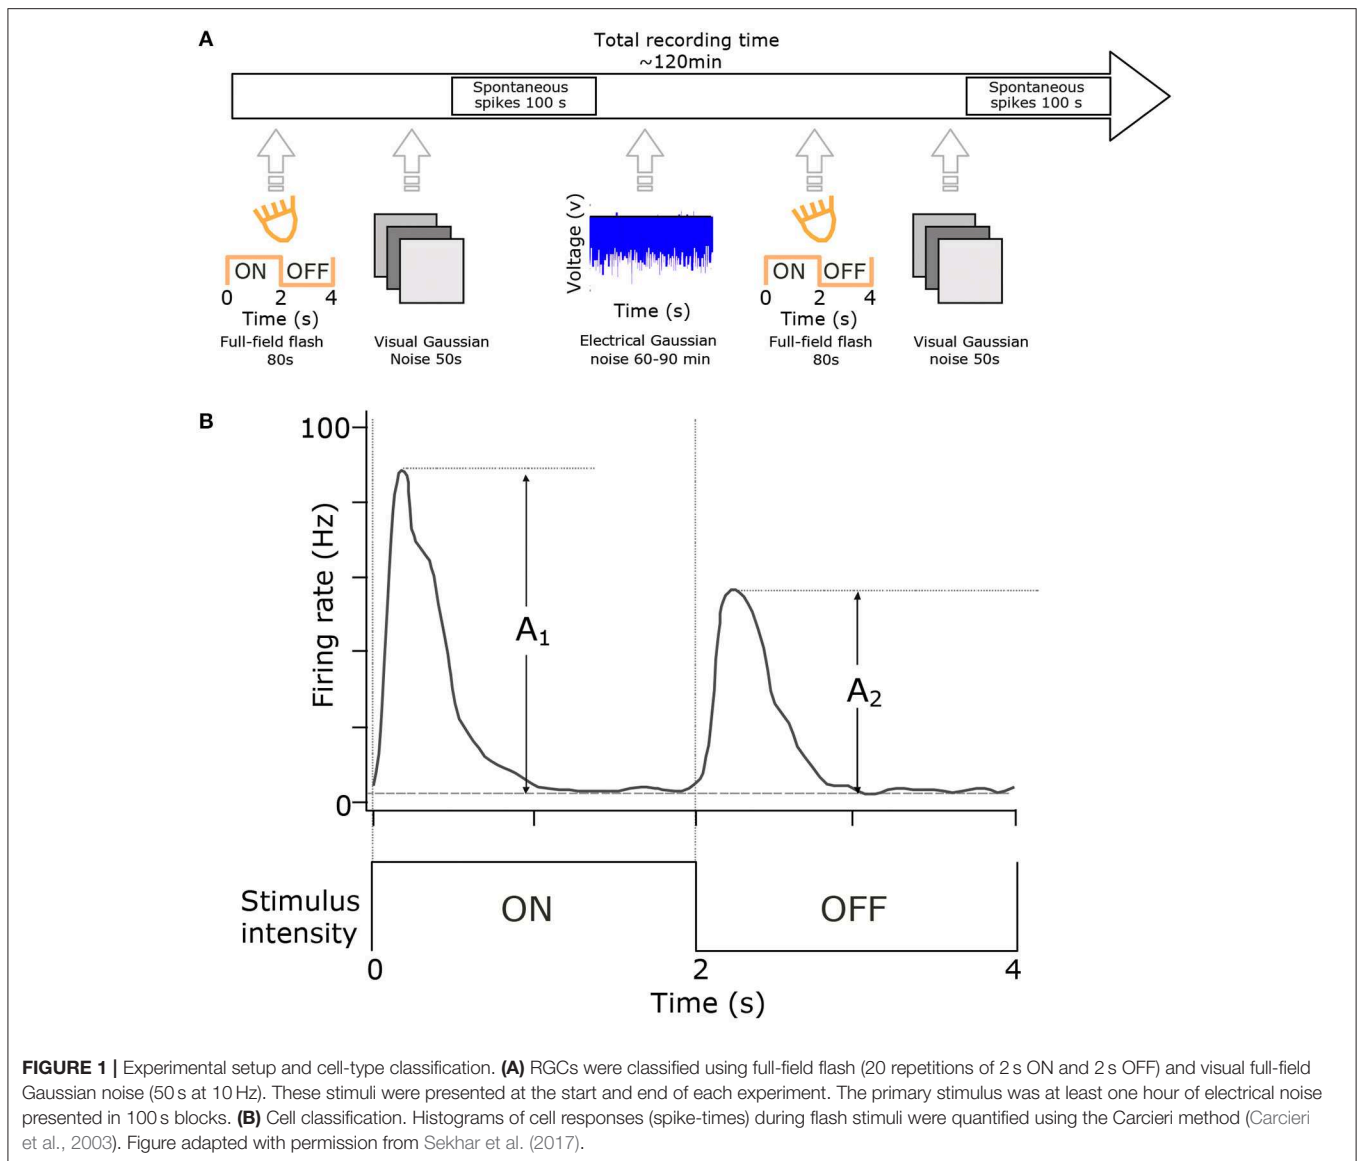 A
Total recording time
~120min
Spontaneous
spikes 100 s
Spontaneous
spikes 100 s
ON OFF
0 2 4
Time (s)
Full-field flash
80s
Visual Gaussian
Noise 50s
Voltage (v)
Time (s)
Electrical Gaussian
noise 60-90 min
ON OFF
0 2 4
Time (s)
Full-field flash
80s
Visual Gaussian
noise 50s
B
100
Firing rate (Hz)
0
A1
A2
Stimulus
intensity
ON
OFF
0 2 4
Time (s)
FIGURE 1 | Experimental setup and cell-type classification. (A) RGCs were classified using full-field flash (20 repetitions of 2 s ON and 2 s OFF) and visual full-field
Gaussian noise (50 s at 10 Hz). These stimuli were presented at the start and end of each experiment. The primary stimulus was at least one hour of electrical noise
presented in 100 s blocks. (B) Cell classification. Histograms of cell responses (spike-times) during flash stimuli were quantified using the Carcieri method (Carcieri
et al., 2003). Figure adapted with permission from Sekhar et al. (2017).